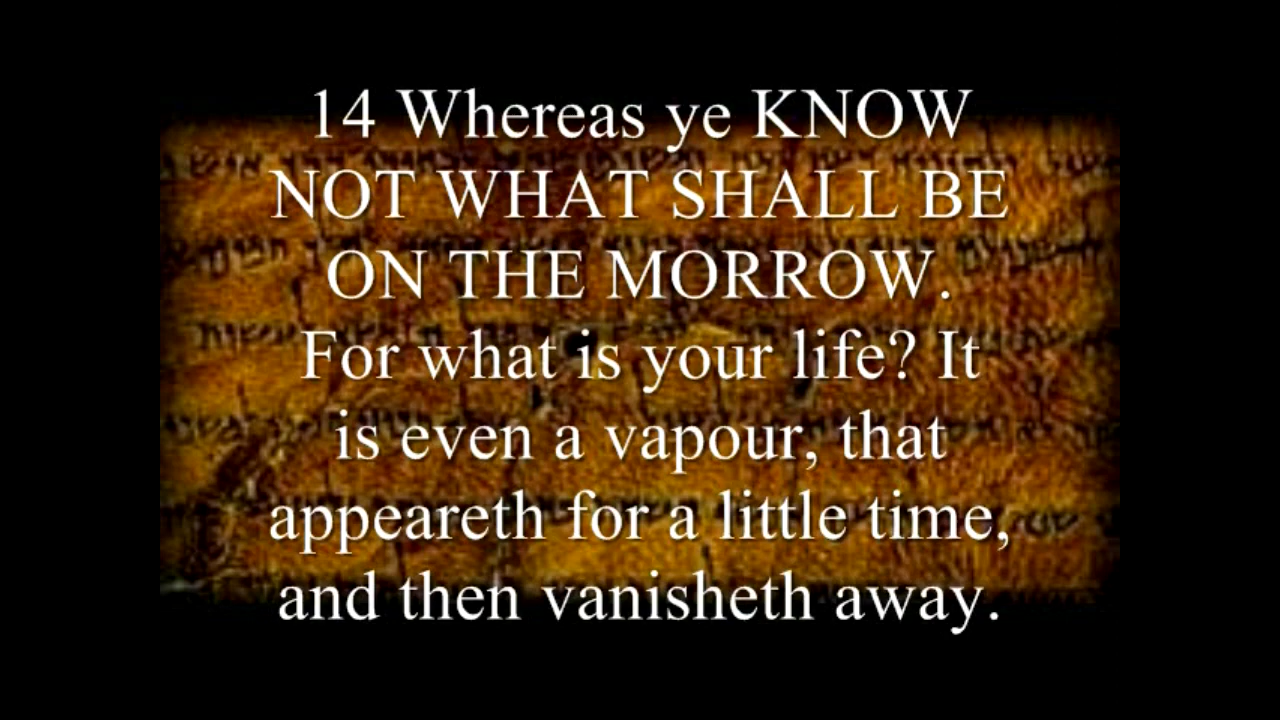 14 Whereas ye KNOW
NOT WHAT SHALL BE
ON THE MORROW.
For what is your life? It
is even a vapour, that
appeareth for a little time,
and then vanisheth away.